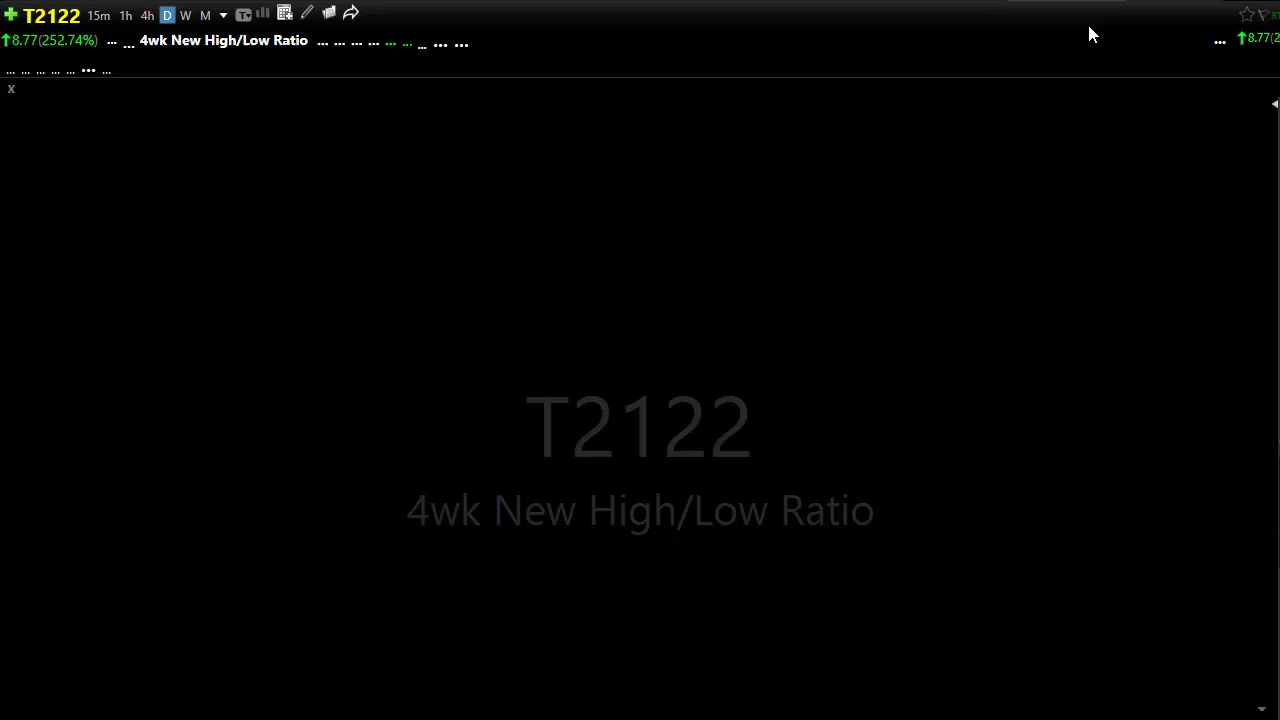 T2122 15m 1h 4h D W M T
8.77(252.74%) ... ... 4wk New High/Low Ratio ... ... ... ... ... ... ... ... ... ... 8.77(2
... ... ... ... ... ... ...
x
T2122
4wk New High/Low Ratio